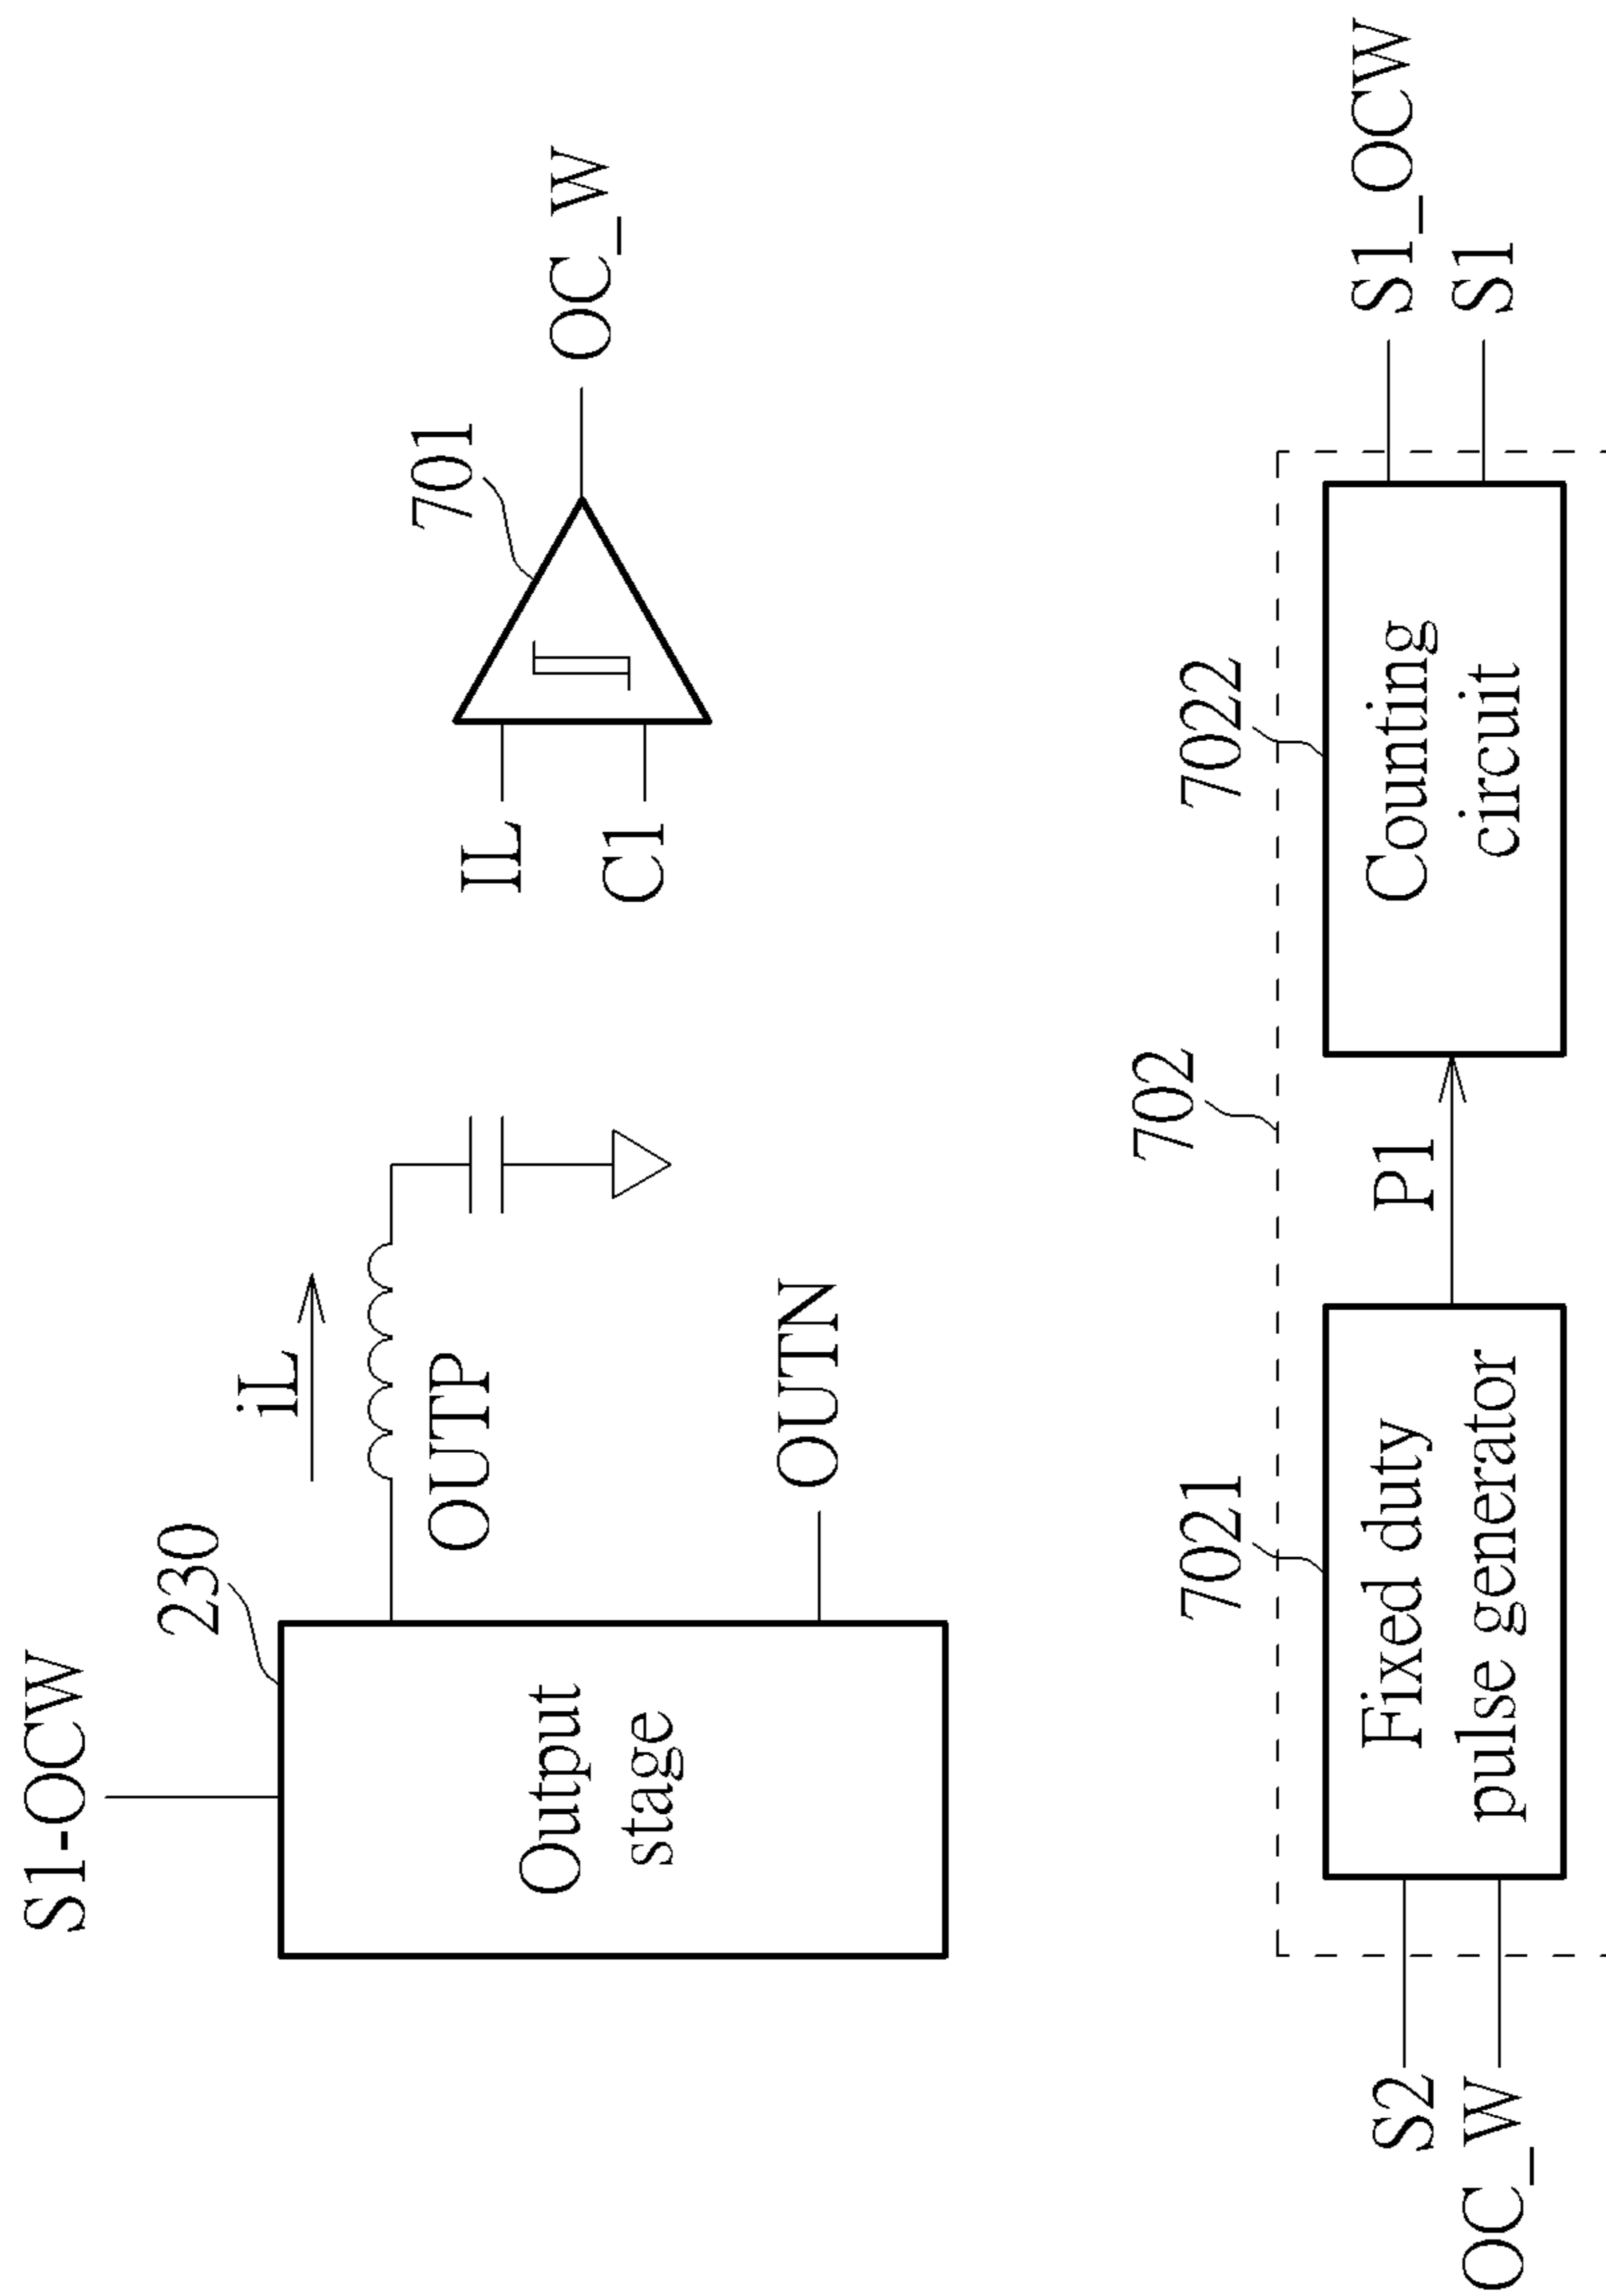 S1-OCW
230
Output
stage
iL
OUTP
OUTN
701
IL
C1
OC_W
702
7021
Fixed duty
pulse generator
S2
OC_W
P1
7022
Counting
circuit
S1_OCW
S1